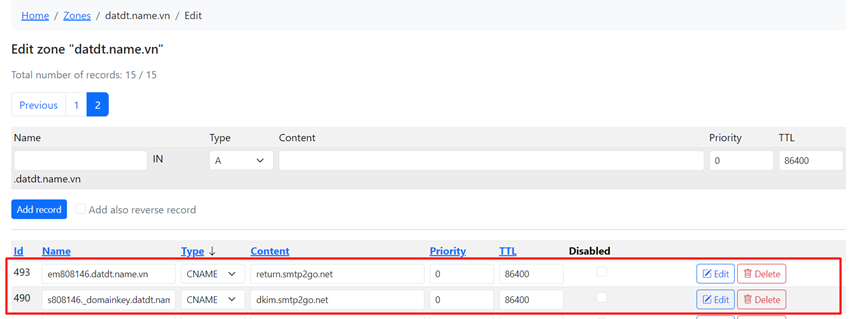 Home / Zones / datdt.name.vn / Edit
Edit zone "datdt.name.vn"
Total number of records: 15 / 15
Previous 1 2
Name Type Content Priority TTL
IN A 0 86400
.datdt.name.vn
Add record Add also reverse record
Id Name Type ↓ Content Priority TTL Disabled
493 em808146.datdt.name.vn CNAME return.smtp2go.net 0 86400 Edit Delete
490 s808146._domainkey.datdt.nam CNAME dkim.smtp2go.net 0 86400 Edit Delete